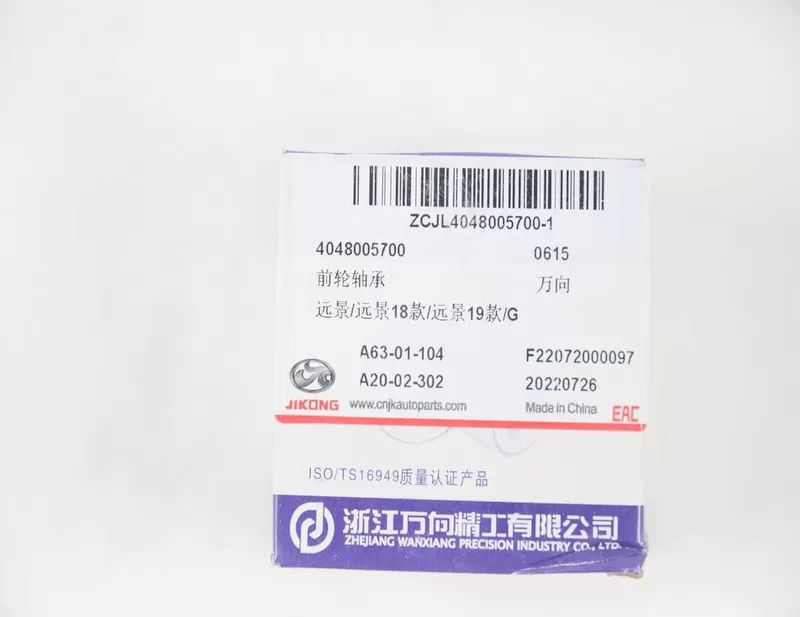 ZCJL4048005700-1
4048005700 0615
前轮轴承 万向
远景/远景18款/远景19款/G
A63-01-104 F22072000097
A20-02-302 20220726
JIKONG www.cnjkautoparts.com Made in China EAC
ISO/TS16949质量认证产品
浙江万向精工有限公司
ZHEJIANG WANXIANG PRECISION INDUSTRY CO., LTD.